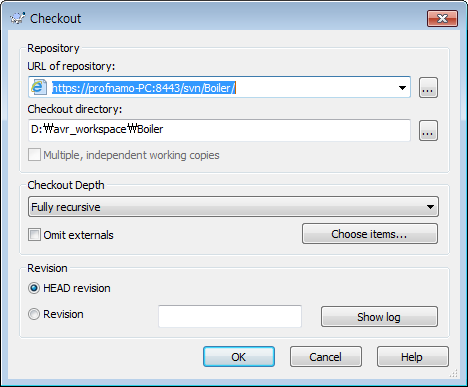 Checkout
Repository
URL of repository:
https://profnamo-PC:8443/svn/Boiler/
...
Checkout directory:
D:₩avr_workspace₩Boiler
...
Multiple, independent working copies
Checkout Depth
Fully recursive
Omit externals
Choose items...
Revision
HEAD revision
Revision
Show log
OK
Cancel
Help